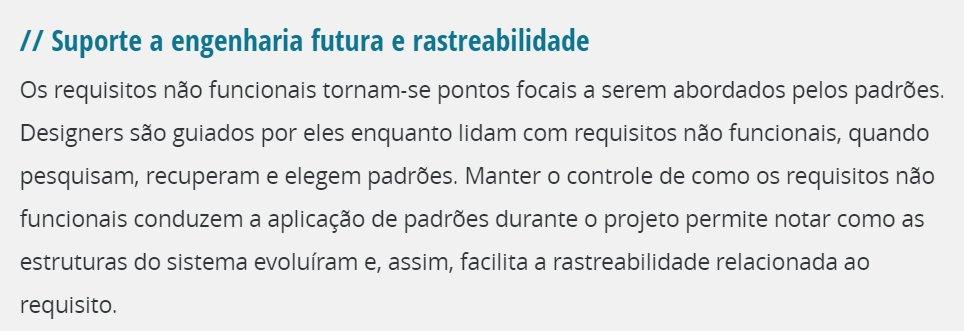 // Suporte a engenharia futura e rastreabilidade
Os requisitos não funcionais tornam-se pontos focais a serem abordados pelos padrões.
Designers são guiados por eles enquanto lidam com requisitos não funcionais, quando
pesquisam, recuperam e elegem padrões. Manter o controle de como os requisitos não
funcionais conduzem a aplicação de padrões durante o projeto permite notar como as
estruturas do sistema evoluíram e, assim, facilita a rastreabilidade relacionada ao
requisito.